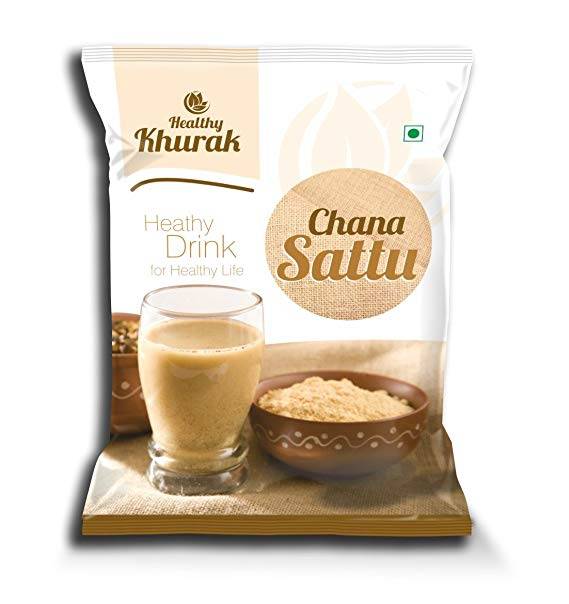 Healthy
Khurak
Heathy
Drink
for Healthy Life
Chana
Sattu